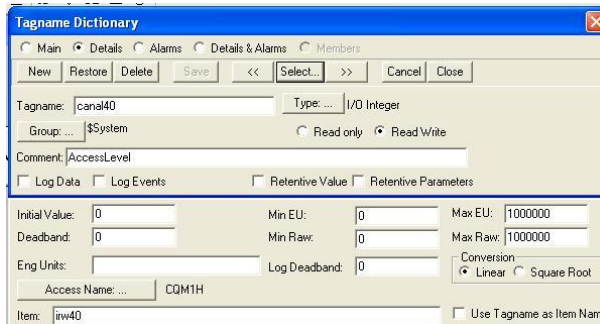 Tagname Dictionary
Main Details Alarms Details & Alarms Members
New Restore Delete Save << Select... >> Cancel Close
Tagname: canal40 Type: ... I/O Integer
Group: ... $System Read only Read Write
Comment: AccessLevel
Log Data Log Events Retentive Value Retentive Parameters
Initial Value: 0 Min EU: 0 Max EU: 1000000
Deadband: 0 Min Raw: 0 Max Raw: 1000000
Eng Units: Log Deadband: 0 Conversion
Linear Square Root
Access Name: ... CQM1H
Item: irw40 Use Tagname as Item Nam